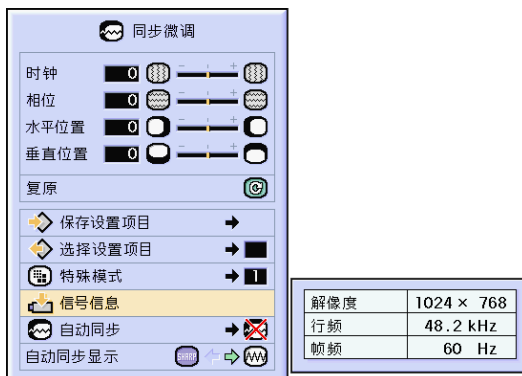 同步微调
时钟 0 - +
相位 0 - +
水平位置 0 - +
垂直位置 0 - +
复原
保存设置项目
选择设置项目
特殊模式 1
信号信息
自动同步
自动同步显示 SHARP
解像度 1024 × 768
行频 48.2 kHz
帧频 60 Hz